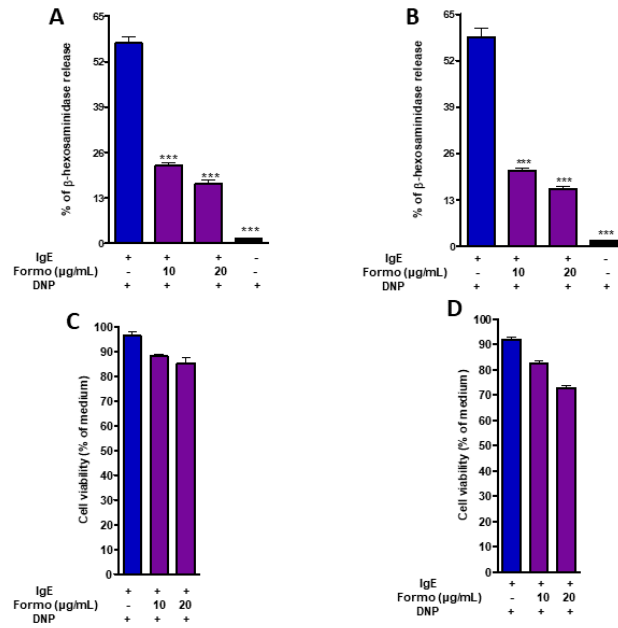 A
% of β-hexosaminidase release
65
52
39
26
13
0
***
***
***
IgE + + + -
Formo (µg/mL) - 10 20 -
DNP + + + +
B
% of β-hexosaminidase release
65
52
39
26
13
0
***
***
***
IgE + + + -
Formo (µg/mL) - 10 20 -
DNP + + + +
C
Cell viability (% of medium)
100
90
80
70
60
50
40
30
20
10
0
IgE + + +
Formo (µg/mL) - 10 20
DNP + + +
D
Cell viability (% of medium)
100
90
80
70
60
50
40
30
20
10
0
IgE + + +
Formo (µg/mL) - 10 20
DNP + + +